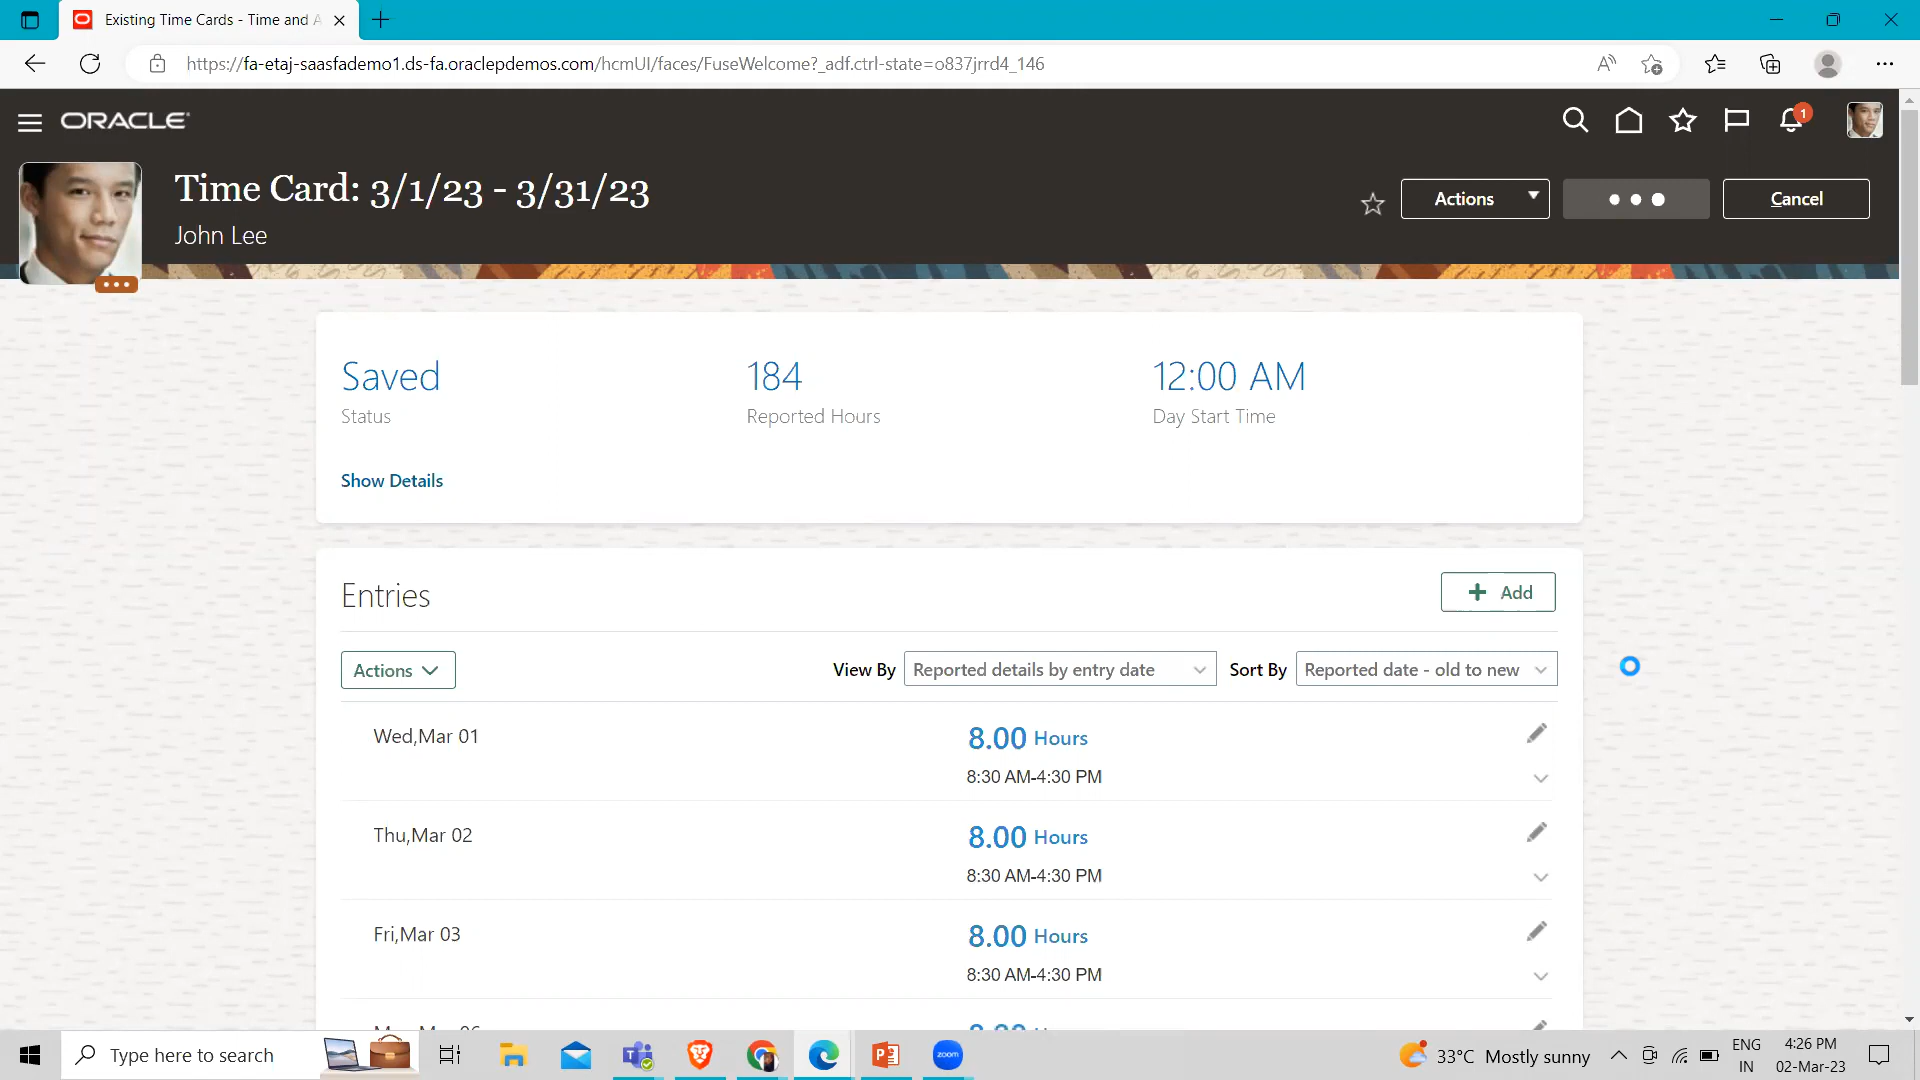 Existing Time Cards - Time and A
https://fa-etaj-saasfademo1.ds-fa.oraclepdemos.com/hcmUI/faces/FuseWelcome?_adf.ctrl-state=o837jrrd4_146
ORACLE
1
Time Card: 3/1/23 - 3/31/23
John Lee
Actions
Cancel
Saved
Status
184
Reported Hours
12:00 AM
Day Start Time
Show Details
Entries
Add
Actions
View By Reported details by entry date
Sort By Reported date - old to new
Wed,Mar 01
8.00 Hours
8:30 AM-4:30 PM
Thu,Mar 02
8.00 Hours
8:30 AM-4:30 PM
Fri,Mar 03
8.00 Hours
8:30 AM-4:30 PM
Type here to search
zoom
33°C Mostly sunny
ENG
IN
4:26 PM
02-Mar-23